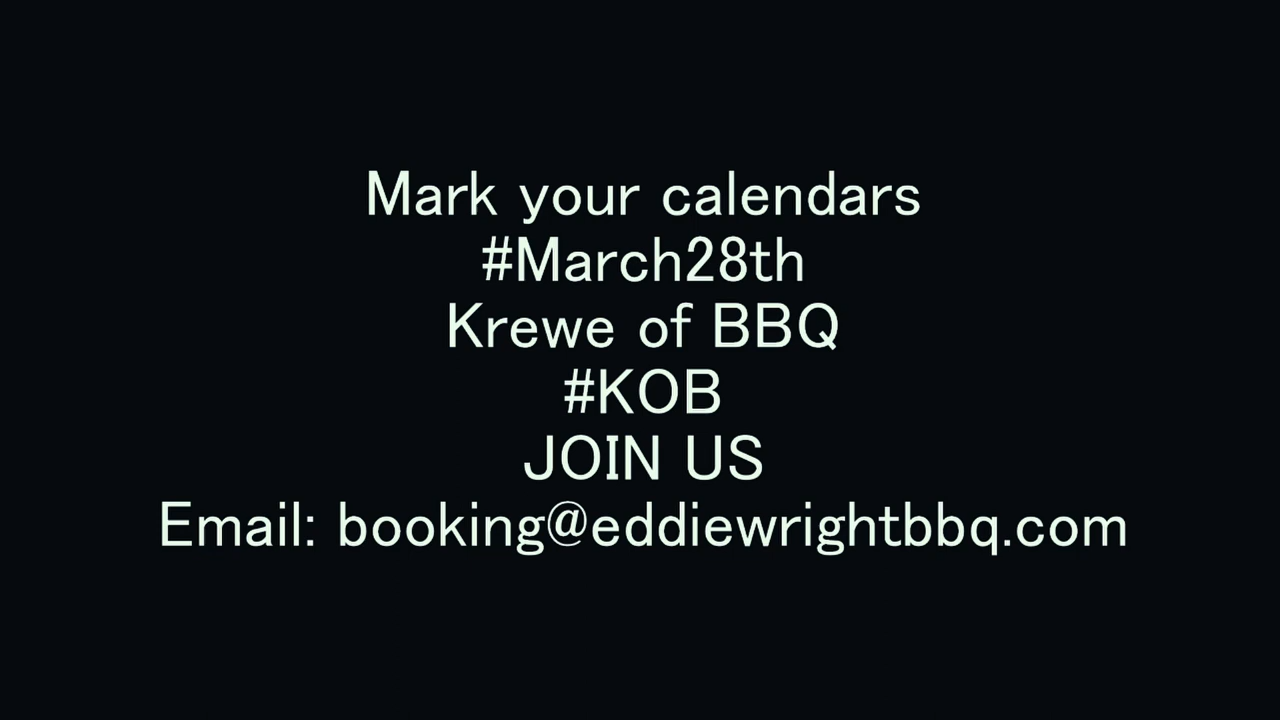 Mark your calendars
#March28th
Krewe of BBQ
#KOB
JOIN US
Email: booking@eddiewrightbbq.com